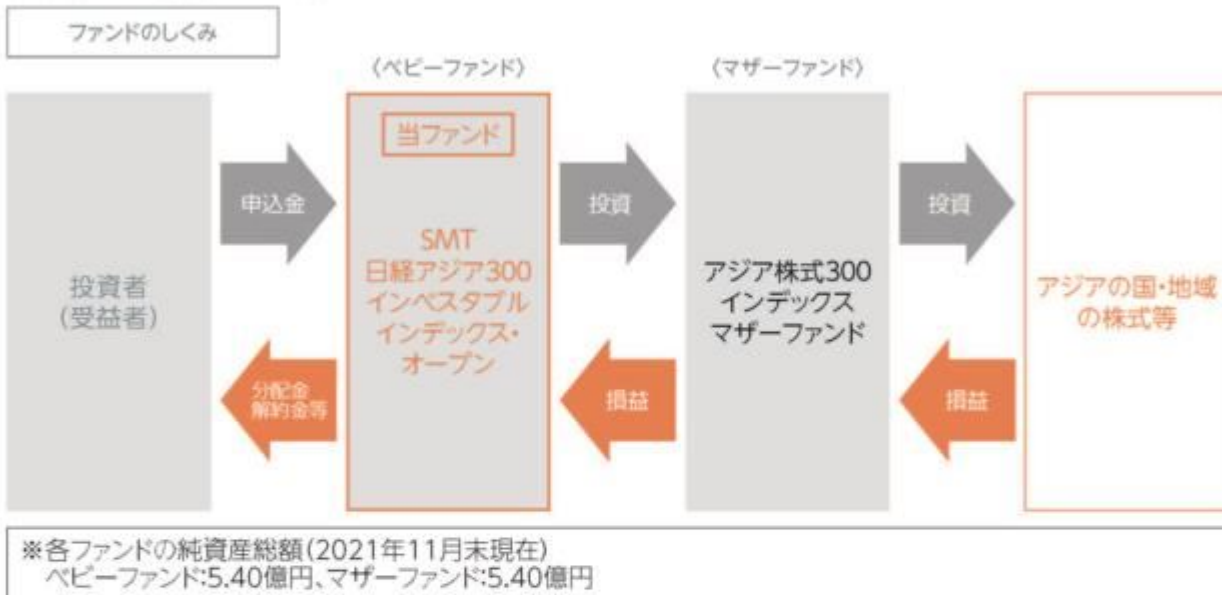 ファンドのしくみ
〈ベビーファンド〉
〈マザーファンド〉
投資者
(受益者)
申込金
分配金
解約金等
当ファンド
SMT
日経アジア300
インベスタブル
インデックス・
オープン
投資
損益
アジア株式300
インデックス
マザーファンド
投資
損益
アジアの国・地域
の株式等
※各ファンドの純資産総額(2021年11月末現在)
ベビーファンド:5.40億円、マザーファンド:5.40億円